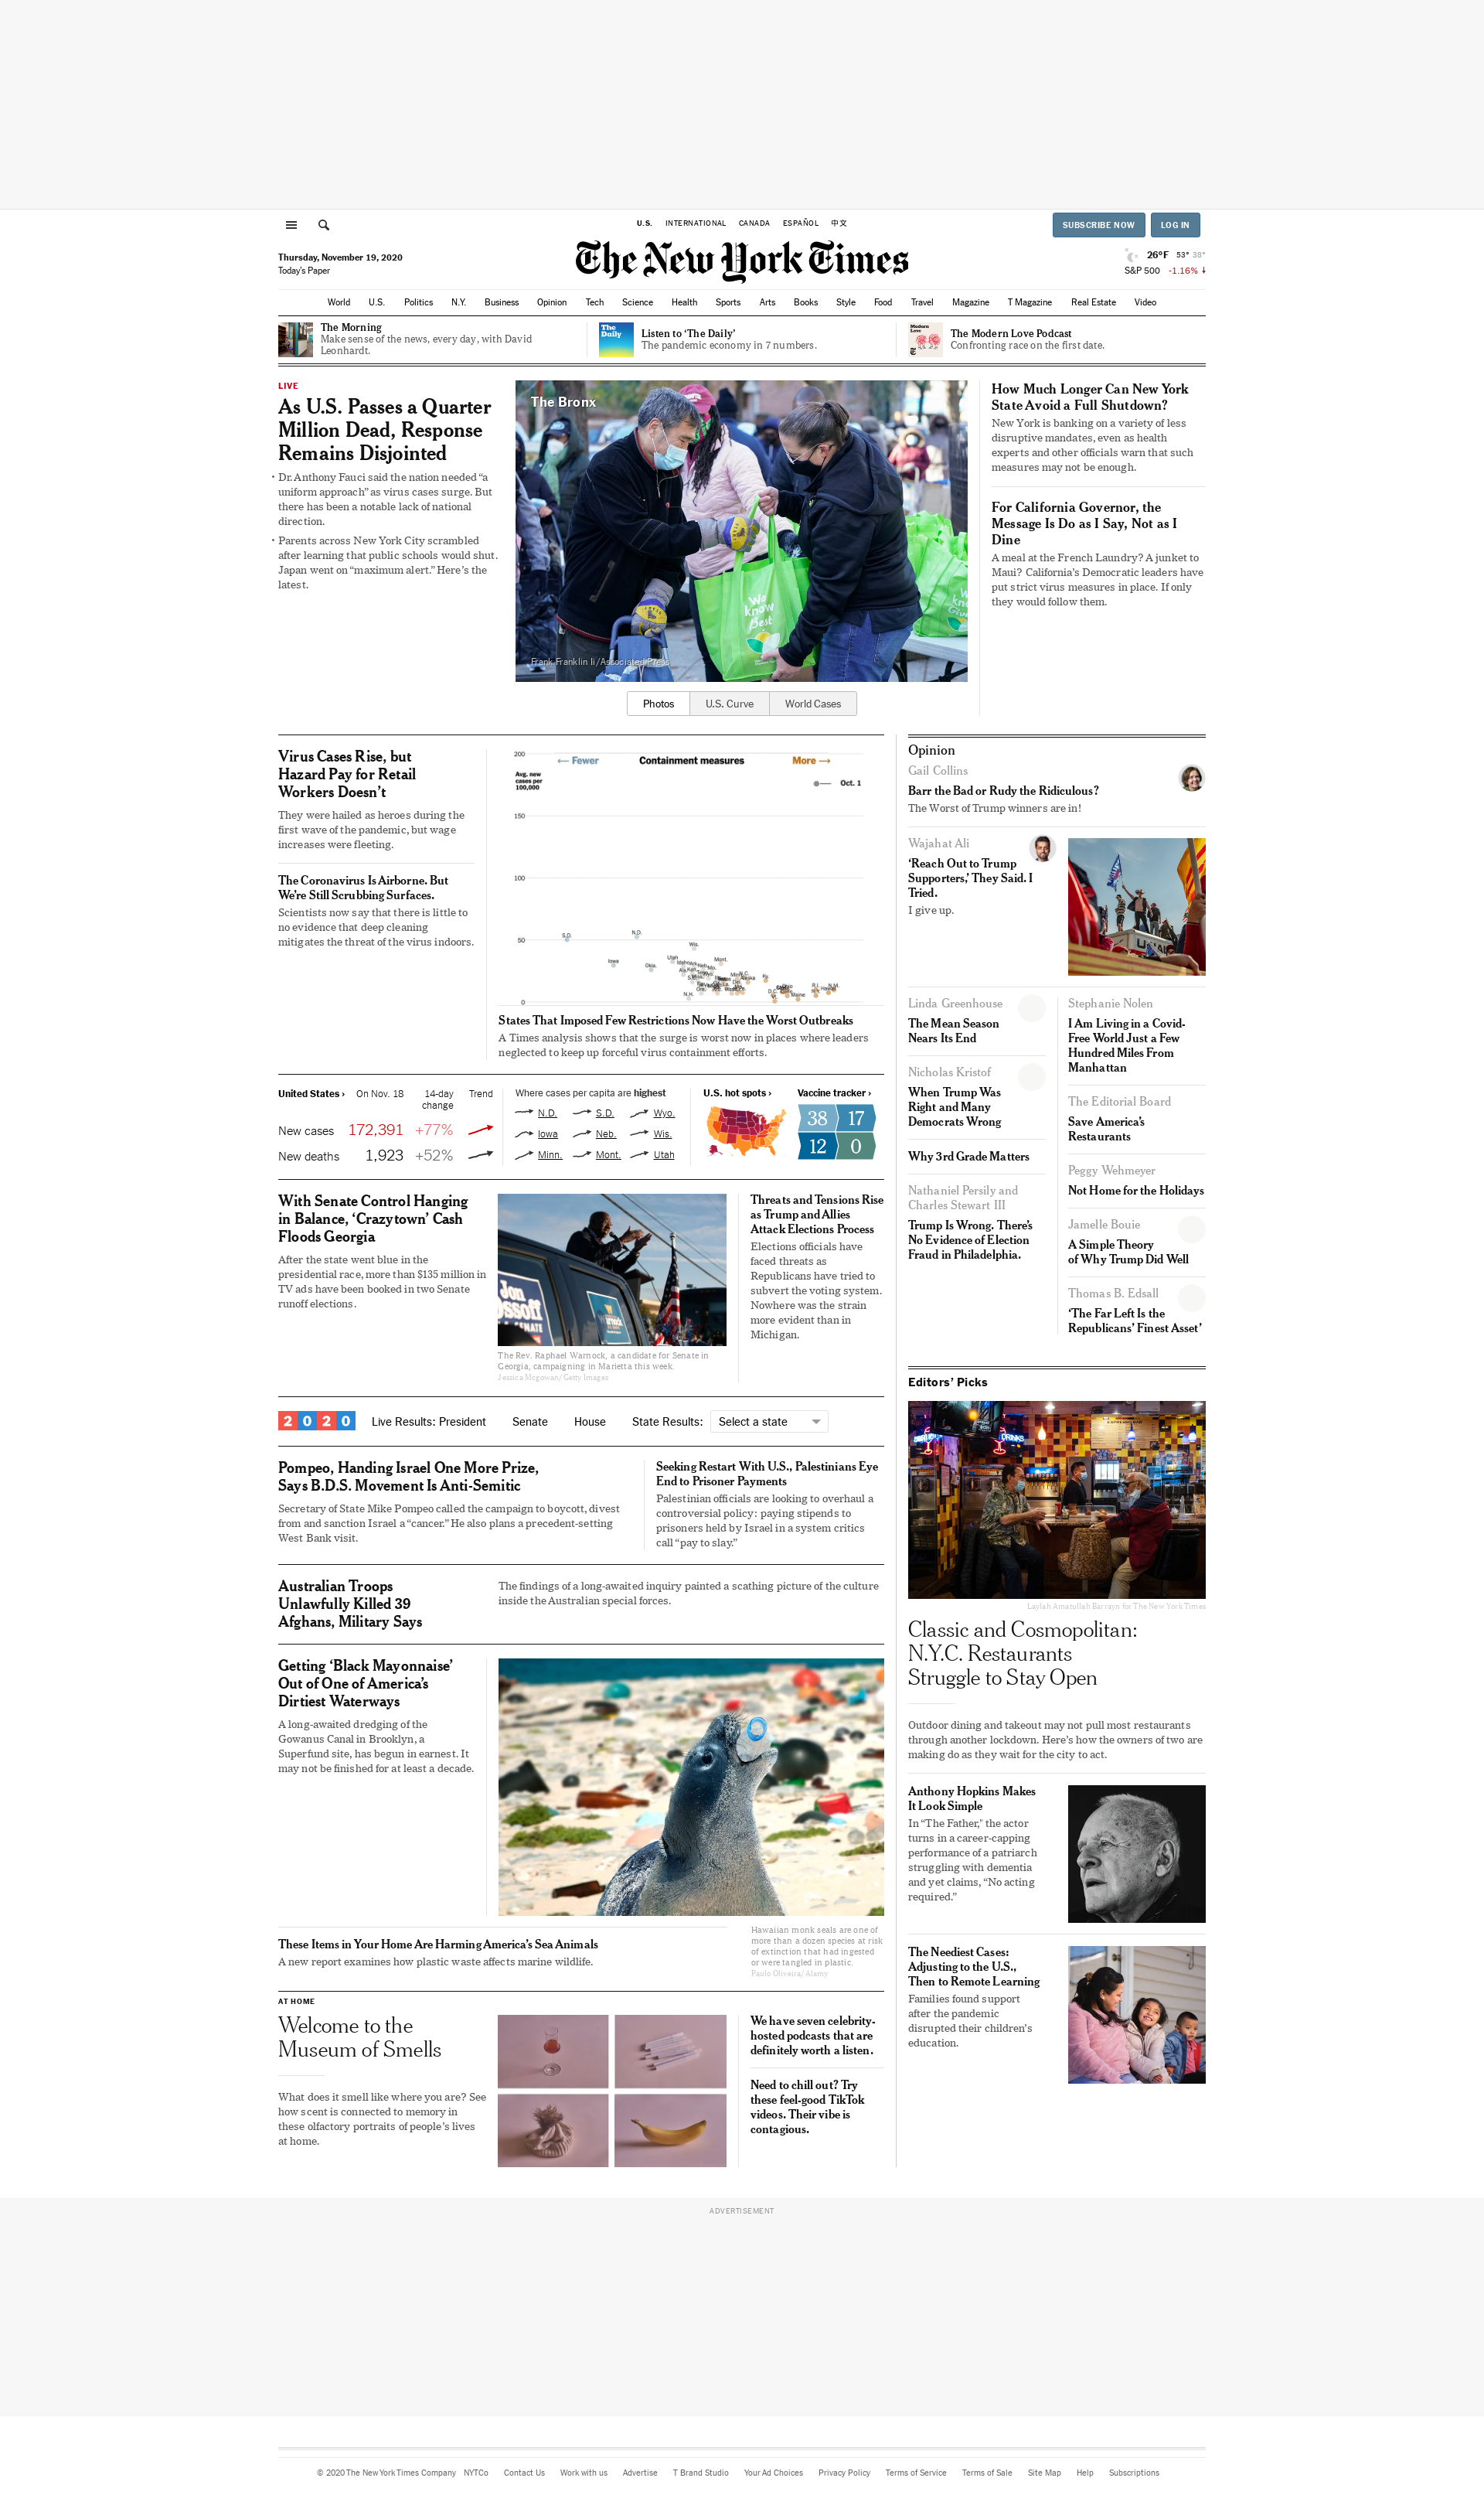 U.S. INTERNATIONAL CANADA ESPAÑOL 中文
SUBSCRIBE NOW LOG IN
Thursday, November 19, 2020
Today's Paper
The New York Times
26°F 53° 38°
S&P 500 -1.16%
World U.S. Politics N.Y. Business Opinion Tech Science Health Sports Arts Books Style Food Travel Magazine T Magazine Real Estate Video
The Morning
Make sense of the news, every day, with David
Leonhardt.
The
Daily
Listen to ‘The Daily’
The pandemic economy in 7 numbers.
Modern
Love
The Modern Love Podcast
Confronting race on the first date.
LIVE
As U.S. Passes a Quarter
Million Dead, Response
Remains Disjointed
• Dr. Anthony Fauci said the nation needed “a
uniform approach” as virus cases surge. But
there has been a notable lack of national
direction.
• Parents across New York City scrambled
after learning that public schools would shut.
Japan went on “maximum alert.” Here’s the
latest.
The Bronx
We
know
Best
Frank Franklin Ii/Associated Press
Photos U.S. Curve World Cases
How Much Longer Can New York
State Avoid a Full Shutdown?
New York is banking on a variety of less
disruptive mandates, even as health
experts and other officials warn that such
measures may not be enough.
For California Governor, the
Message Is Do as I Say, Not as I
Dine
A meal at the French Laundry? A junket to
Maui? California’s Democratic leaders have
put strict virus measures in place. If only
they would follow them.
Virus Cases Rise, but
Hazard Pay for Retail
Workers Doesn’t
They were hailed as heroes during the
first wave of the pandemic, but wage
increases were fleeting.
The Coronavirus Is Airborne. But
We’re Still Scrubbing Surfaces.
Scientists now say that there is little to
no evidence that deep cleaning
mitigates the threat of the virus indoors.
200
← Fewer Containment measures More →
Avg. new
cases per
100,000
Oct. 1
150
100
50
0
S.D.
N.D.
Wis.
Iowa
Okla.
Utah
Mont.
N.H.
Maine
States That Imposed Few Restrictions Now Have the Worst Outbreaks
A Times analysis shows that the surge is worst now in places where leaders
neglected to keep up forceful virus containment efforts.
United States › On Nov. 18 14-day
change Trend
New cases 172,391 +77%
New deaths 1,923 +52%
Where cases per capita are highest
N.D. S.D. Wyo.
Iowa Neb. Wis.
Minn. Mont. Utah
U.S. hot spots ›
Vaccine tracker ›
38 17
12 0
With Senate Control Hanging
in Balance, ‘Crazytown’ Cash
Floods Georgia
After the state went blue in the
presidential race, more than $135 million in
TV ads have been booked in two Senate
runoff elections.
Jon
The Rev. Raphael Warnock, a candidate for Senate in
Georgia, campaigning in Marietta this week.
Jessica Mcgowan/Getty Images
Threats and Tensions Rise
as Trump and Allies
Attack Elections Process
Elections officials have
faced threats as
Republicans have tried to
subvert the voting system.
Nowhere was the strain
more evident than in
Michigan.
2020 Live Results: President Senate House State Results: Select a state
Pompeo, Handing Israel One More Prize,
Says B.D.S. Movement Is Anti-Semitic
Secretary of State Mike Pompeo called the campaign to boycott, divest
from and sanction Israel a “cancer.” He also plans a precedent-setting
West Bank visit.
Seeking Restart With U.S., Palestinians Eye
End to Prisoner Payments
Palestinian officials are looking to overhaul a
controversial policy: paying stipends to
prisoners held by Israel in a system critics
call “pay to slay.”
Australian Troops
Unlawfully Killed 39
Afghans, Military Says
The findings of a long-awaited inquiry painted a scathing picture of the culture
inside the Australian special forces.
Getting ‘Black Mayonnaise’
Out of One of America’s
Dirtiest Waterways
A long-awaited dredging of the
Gowanus Canal in Brooklyn, a
Superfund site, has begun in earnest. It
may not be finished for at least a decade.
These Items in Your Home Are Harming America’s Sea Animals
A new report examines how plastic waste affects marine wildlife.
Hawaiian monk seals are one of
more than a dozen species at risk
of extinction that had ingested
or were tangled in plastic.
Paulo Oliveira/Alamy
AT HOME
Welcome to the
Museum of Smells
What does it smell like where you are? See
how scent is connected to memory in
these olfactory portraits of people’s lives
at home.
We have seven celebrity-
hosted podcasts that are
definitely worth a listen.
Need to chill out? Try
these feel-good TikTok
videos. Their vibe is
contagious.
Opinion
Gail Collins
Barr the Bad or Rudy the Ridiculous?
The Worst of Trump winners are in!
Wajahat Ali
‘Reach Out to Trump
Supporters,’ They Said. I
Tried.
I give up.
Linda Greenhouse
The Mean Season
Nears Its End
Nicholas Kristof
When Trump Was
Right and Many
Democrats Wrong
Why 3rd Grade Matters
Nathaniel Persily and
Charles Stewart III
Trump Is Wrong. There’s
No Evidence of Election
Fraud in Philadelphia.
Stephanie Nolen
I Am Living in a Covid-
Free World Just a Few
Hundred Miles From
Manhattan
The Editorial Board
Save America’s
Restaurants
Peggy Wehmeyer
Not Home for the Holidays
Jamelle Bouie
A Simple Theory
of Why Trump Did Well
Thomas B. Edsall
‘The Far Left Is the
Republicans’ Finest Asset’
Editors’ Picks
DRINKS
Laylah Amatullah Barrayn for The New York Times
Classic and Cosmopolitan:
N.Y.C. Restaurants
Struggle to Stay Open
Outdoor dining and takeout may not pull most restaurants
through another lockdown. Here’s how the owners of two are
making do as they wait for the city to act.
Anthony Hopkins Makes
It Look Simple
In “The Father,” the actor
turns in a career-capping
performance of a patriarch
struggling with dementia
and yet claims, “No acting
required.”
The Neediest Cases:
Adjusting to the U.S.,
Then to Remote Learning
Families found support
after the pandemic
disrupted their children’s
education.
ADVERTISEMENT
© 2020 The New York Times Company NYTCo Contact Us Work with us Advertise T Brand Studio Your Ad Choices Privacy Policy Terms of Service Terms of Sale Site Map Help Subscriptions